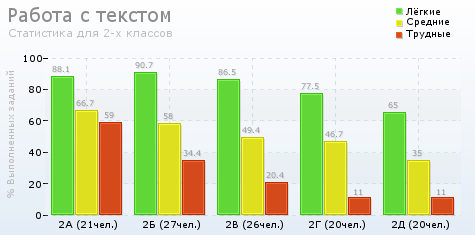 Работа с текстом
Статистика для 2-х классов
Лёгкие
Средние
Трудные
% Выполненных заданий
100
80
60
40
20
0
88.1
66,7
59
90.7
58
34.4
86.5
49.4
20.4
77.5
46,7
11
65
35
11
2А (21чел.)
2Б (27чел.)
2В (26чел.)
2Г (20чел.)
2Д (20чел.)